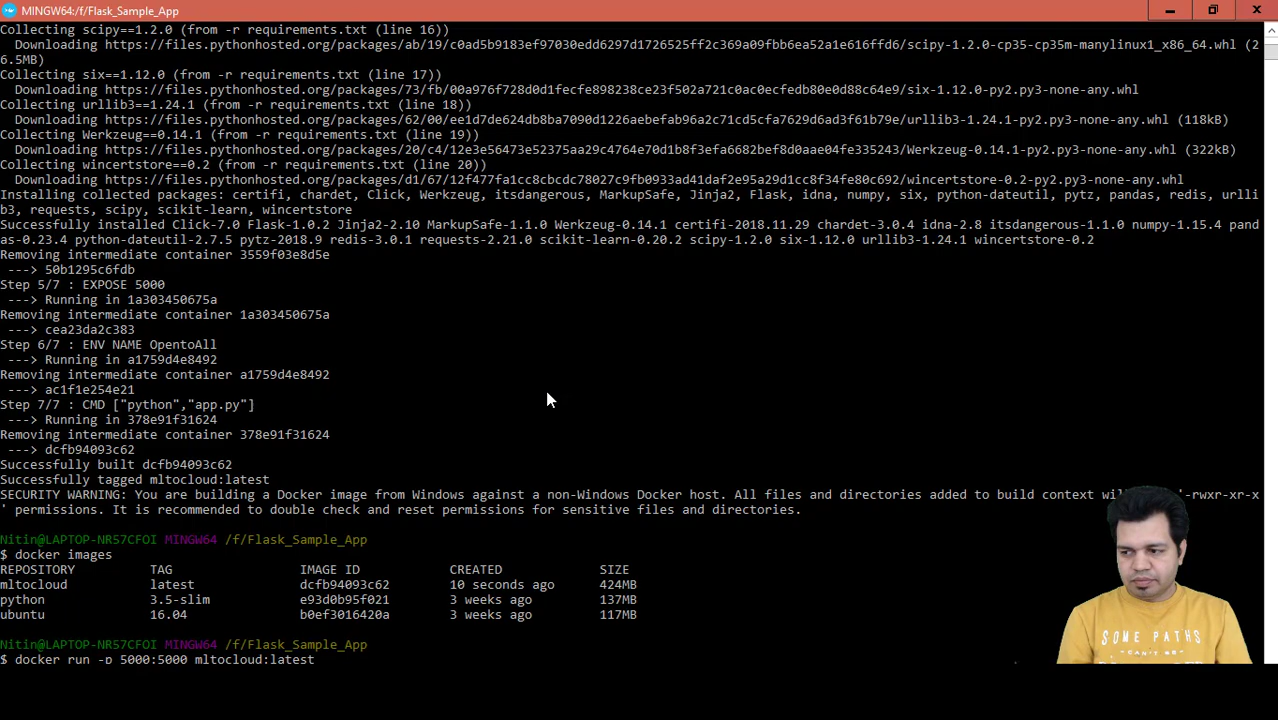 MINGW64:/f/Flask_Sample_App
Collecting scipy==1.2.0 (from -r requirements.txt (line 16))
  Downloading https://files.pythonhosted.org/packages/ab/19/c0ad5b9183ef97030edd6297d1726525ff2c369a09fbb6ea52a1e616ffd6/scipy-1.2.0-cp35-cp35m-manylinux1_x86_64.whl (2
6.5MB)
Collecting six==1.12.0 (from -r requirements.txt (line 17))
  Downloading https://files.pythonhosted.org/packages/73/fb/00a976f728d0d1fecfe898238ce23f502a721c0ac0ecfedb80e0d88c64e9/six-1.12.0-py2.py3-none-any.whl
Collecting urllib3==1.24.1 (from -r requirements.txt (line 18))
  Downloading https://files.pythonhosted.org/packages/62/00/ee1d7de624db8ba7090d1226aebefab96a2c71cd5cfa7629d6ad3f61b79e/urllib3-1.24.1-py2.py3-none-any.whl (118kB)
Collecting Werkzeug==0.14.1 (from -r requirements.txt (line 19))
  Downloading https://files.pythonhosted.org/packages/20/c4/12e3e56473e52375aa29c4764e70d1b8f3efa6682bef8d0aae04fe335243/Werkzeug-0.14.1-py2.py3-none-any.whl (322kB)
Collecting wincertstore==0.2 (from -r requirements.txt (line 20))
  Downloading https://files.pythonhosted.org/packages/d1/67/12f477fa1cc8cbcdc78027c9fb0933ad41daf2e95a29d1cc8f34fe80c692/wincertstore-0.2-py2.py3-none-any.whl
Installing collected packages: certifi, chardet, Click, Werkzeug, itsdangerous, MarkupSafe, Jinja2, Flask, idna, numpy, six, python-dateutil, pytz, pandas, redis, urlli
b3, requests, scipy, scikit-learn, wincertstore
Successfully installed Click-7.0 Flask-1.0.2 Jinja2-2.10 MarkupSafe-1.1.0 Werkzeug-0.14.1 certifi-2018.11.29 chardet-3.0.4 idna-2.8 itsdangerous-1.1.0 numpy-1.15.4 pand
as-0.23.4 python-dateutil-2.7.5 pytz-2018.9 redis-3.0.1 requests-2.21.0 scikit-learn-0.20.2 scipy-1.2.0 six-1.12.0 urllib3-1.24.1 wincertstore-0.2
Removing intermediate container 3559f03e8d5e
 ---> 50b1295c6fdb
Step 5/7 : EXPOSE 5000
 ---> Running in 1a303450675a
Removing intermediate container 1a303450675a
 ---> cea23da2c383
Step 6/7 : ENV NAME OpentoAll
 ---> Running in a1759d4e8492
Removing intermediate container a1759d4e8492
 ---> ac1f1e254e21
Step 7/7 : CMD ["python","app.py"]
 ---> Running in 378e91f31624
Removing intermediate container 378e91f31624
 ---> dcfb94093c62
Successfully built dcfb94093c62
Successfully tagged mltocloud:latest
SECURITY WARNING: You are building a Docker image from Windows against a non-Windows Docker host. All files and directories added to build context '-rwxr-xr-x
' permissions. It is recommended to double check and reset permissions for sensitive files and directories.
Nitin@LAPTOP-NR57CFOI MINGW64 /f/Flask_Sample_App
$ docker images
REPOSITORY TAG IMAGE ID CREATED SIZE
mltocloud latest dcfb94093c62 10 seconds ago 424MB
python 3.5-slim e93d0b95f021 3 weeks ago 137MB
ubuntu 16.04 b0ef3016420a 3 weeks ago 117MB
Nitin@LAPTOP-NR57CFOI MINGW64 /f/Flask_Sample_App
$ docker run -p 5000:5000 mltocloud:latest
SOME PATHS
CAN'T BE